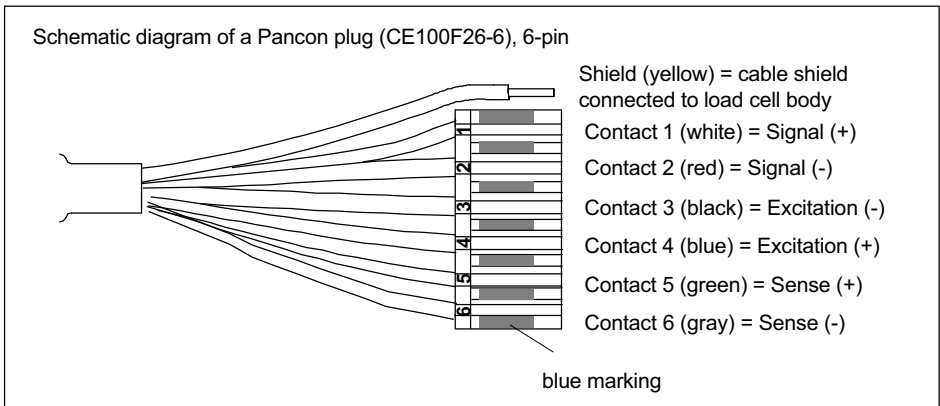 Schematic diagram of a Pancon plug (CE100F26-6), 6-pin
Shield (yellow) = cable shield
connected to load cell body
1
Contact 1 (white) = Signal (+)
2
Contact 2 (red) = Signal (-)
3
Contact 3 (black) = Excitation (-)
4
Contact 4 (blue) = Excitation (+)
5
Contact 5 (green) = Sense (+)
6
Contact 6 (gray) = Sense (-)
blue marking